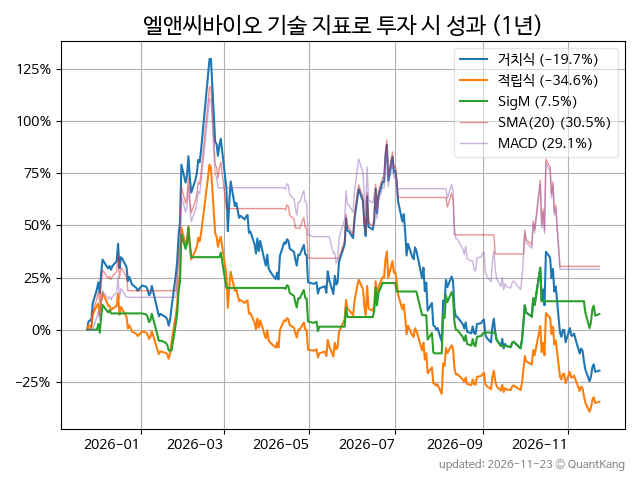 엘앤씨바이오 기술 지표로 투자 시 성과 (1년)
거치식 (-19.7%)
적립식 (-34.6%)
SigM (7.5%)
SMA(20) (30.5%)
MACD (29.1%)
125%
100%
75%
50%
25%
0%
-25%
2026-01 2026-03 2026-05 2026-07 2026-09 2026-11
updated: 2026-11-23 ⓒ QuantKang